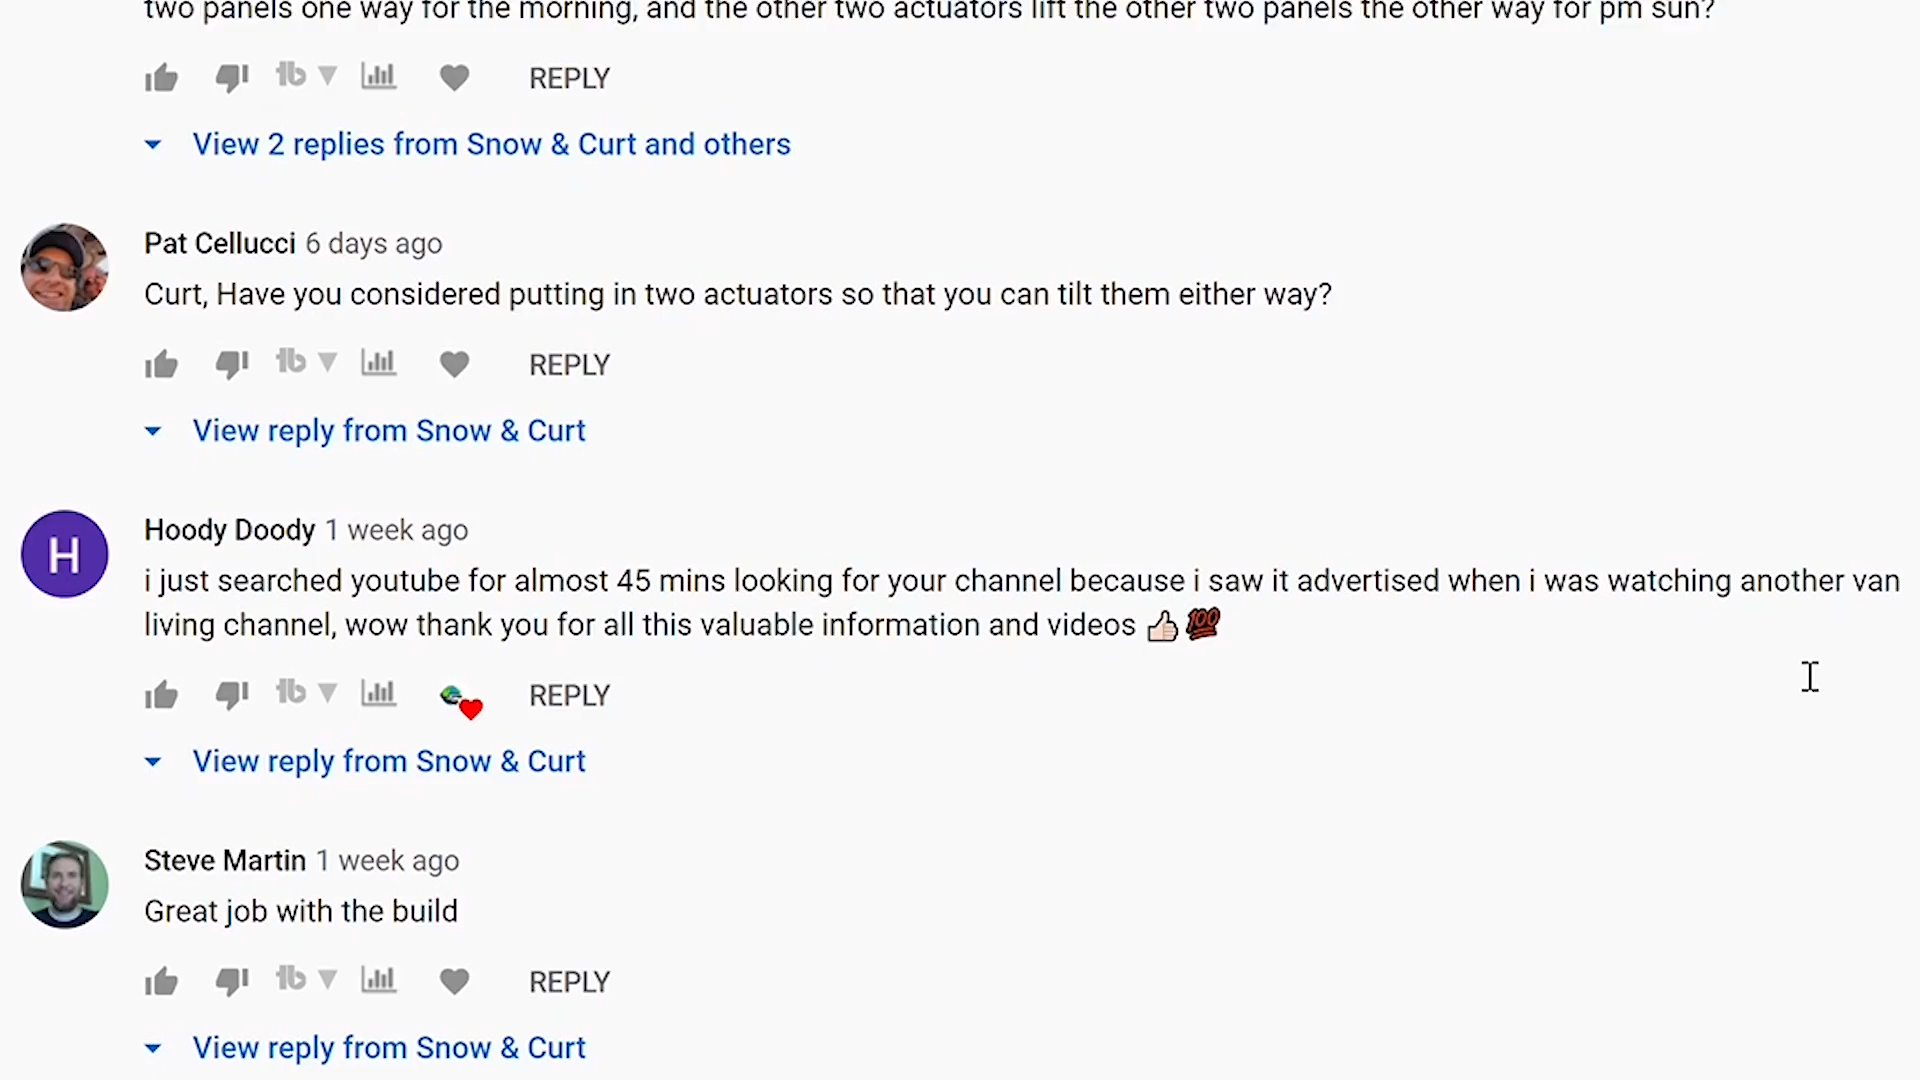 two panels one way for the morning, and the other two actuators lift the other two panels the other way for pm sun?
REPLY
View 2 replies from Snow & Curt and others
Pat Cellucci 6 days ago
Curt, Have you considered putting in two actuators so that you can tilt them either way?
REPLY
View reply from Snow & Curt
H
Hoody Doody 1 week ago
i just searched youtube for almost 45 mins looking for your channel because i saw it advertised when i was watching another van
living channel, wow thank you for all this valuable information and videos 👍🏻💯
REPLY
View reply from Snow & Curt
Steve Martin 1 week ago
Great job with the build
REPLY
View reply from Snow & Curt